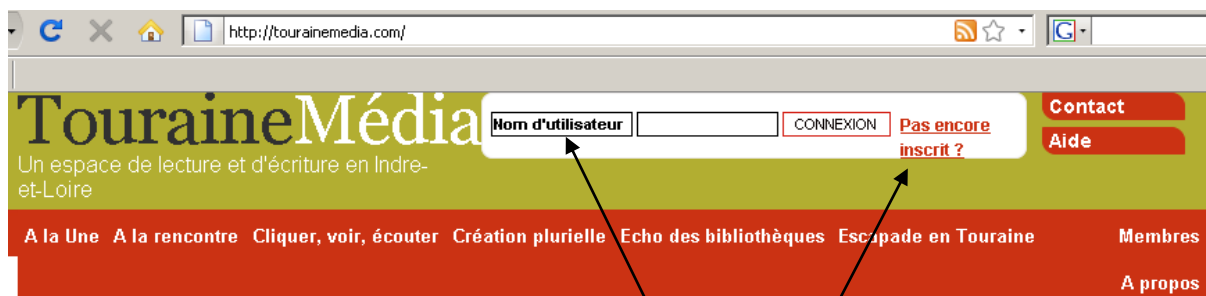 http://tourainemedia.com/
G
TouraineMédia
Nom d'utilisateur
CONNEXION
Pas encore
inscrit ?
Contact
Aide
Un espace de lecture et d'écriture en Indre-
et-Loire
A la Une A la rencontre Cliquer, voir, écouter Création plurielle Echo des bibliothèques Escapade en Touraine Membres
A propos